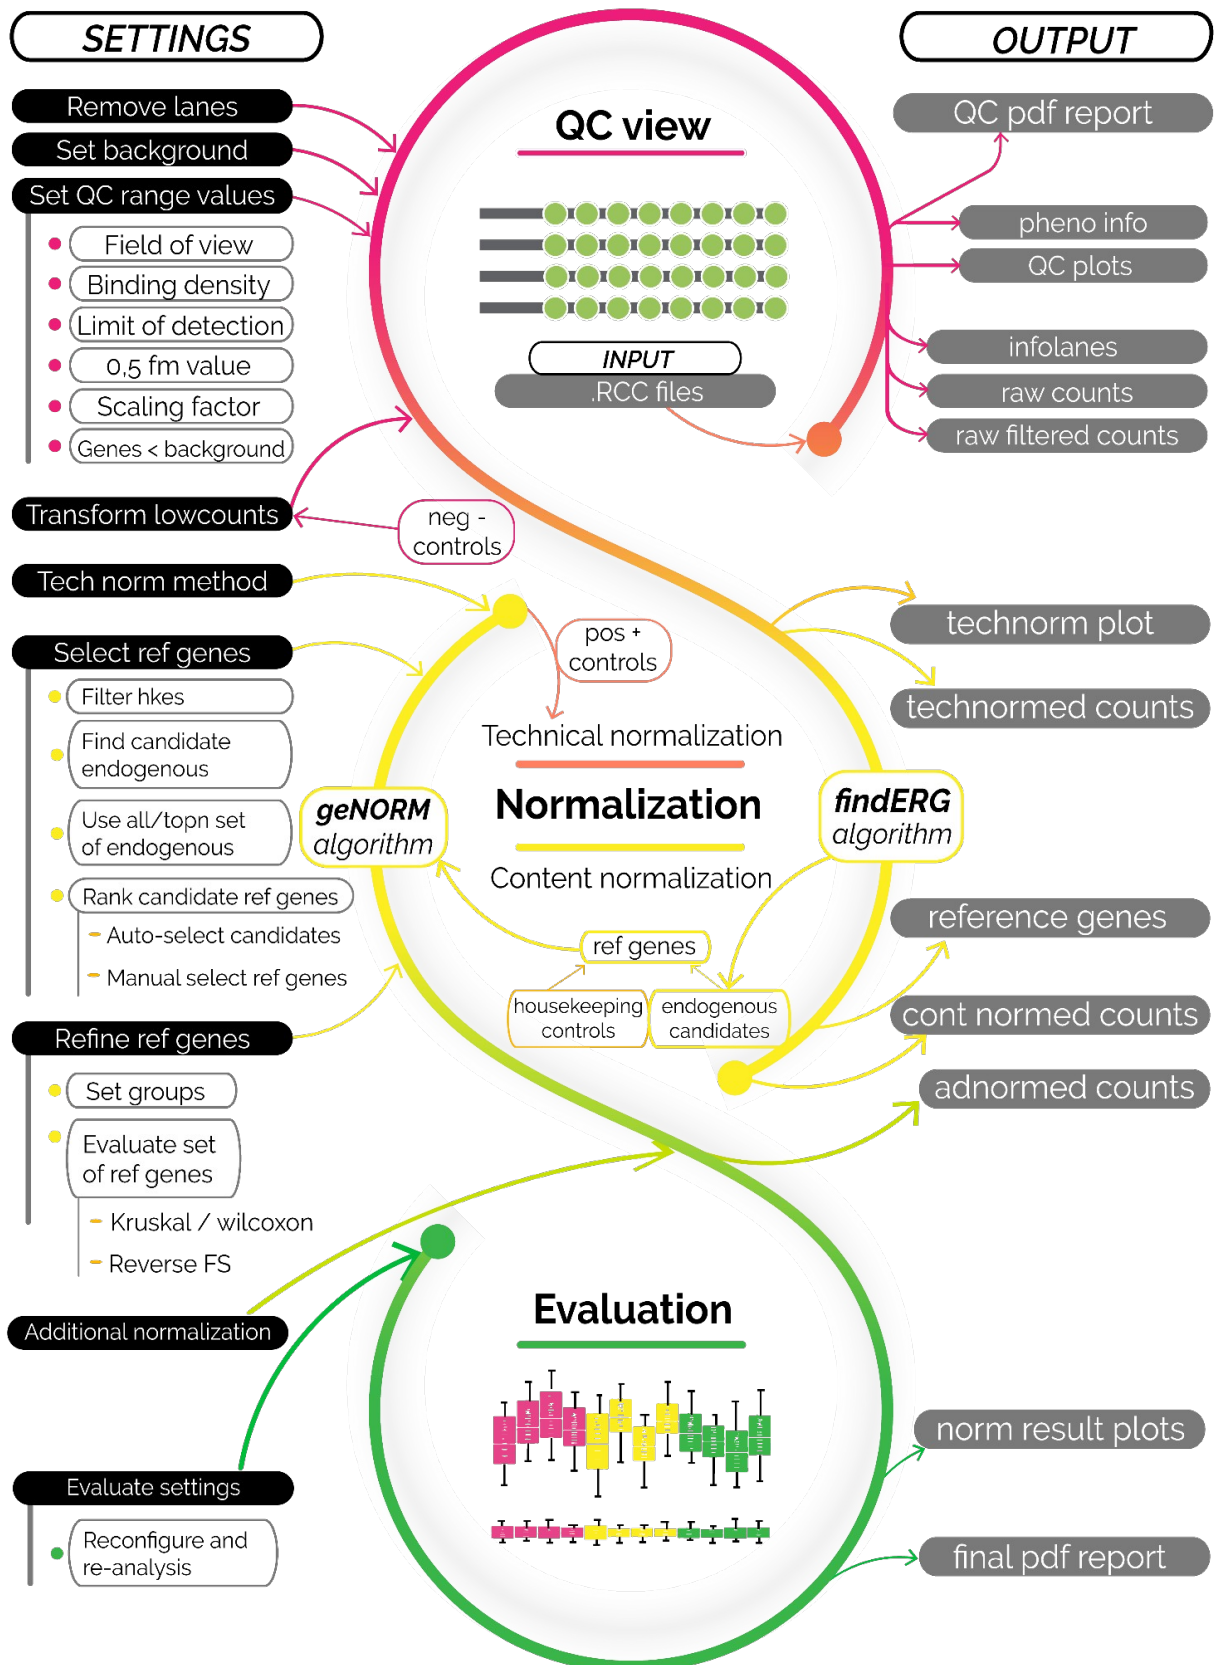 SETTINGS
Remove lanes
Set background
Set QC range values
Field of view
Binding density
Limit of detection
0,5 fm value
Scaling factor
Genes < background
Transform lowcounts
neg -
controls
Tech norm method
Select ref genes
Filter hkes
Find candidate
endogenous
Use all/topn set
of endogenous
Rank candidate ref genes
Auto-select candidates
Manual select ref genes
Refine ref genes
Set groups
Evaluate set
of ref genes
Kruskal / wilcoxon
Reverse FS
Additional normalization
Evaluate settings
Reconfigure and
re-analysis
QC view
INPUT
.RCC files
pos +
controls
Technical normalization
Normalization
Content normalization
geNORM
algorithm
findERG
algorithm
ref genes
housekeeping
controls
endogenous
candidates
Evaluation
OUTPUT
QC pdf report
pheno info
QC plots
infolanes
raw counts
raw filtered counts
technorm plot
technormed counts
reference genes
cont normed counts
adnormed counts
norm result plots
final pdf report